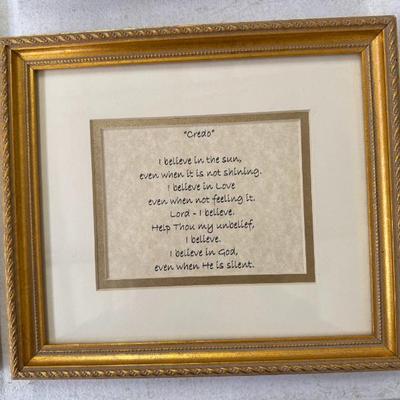 "Credo"
I believe in the sun,
even when it is not shining.
I believe in Love
even when not feeling it.
Lord - I believe.
Help Thou my unbelief,
I believe.
I believe in God,
even when He is silent.